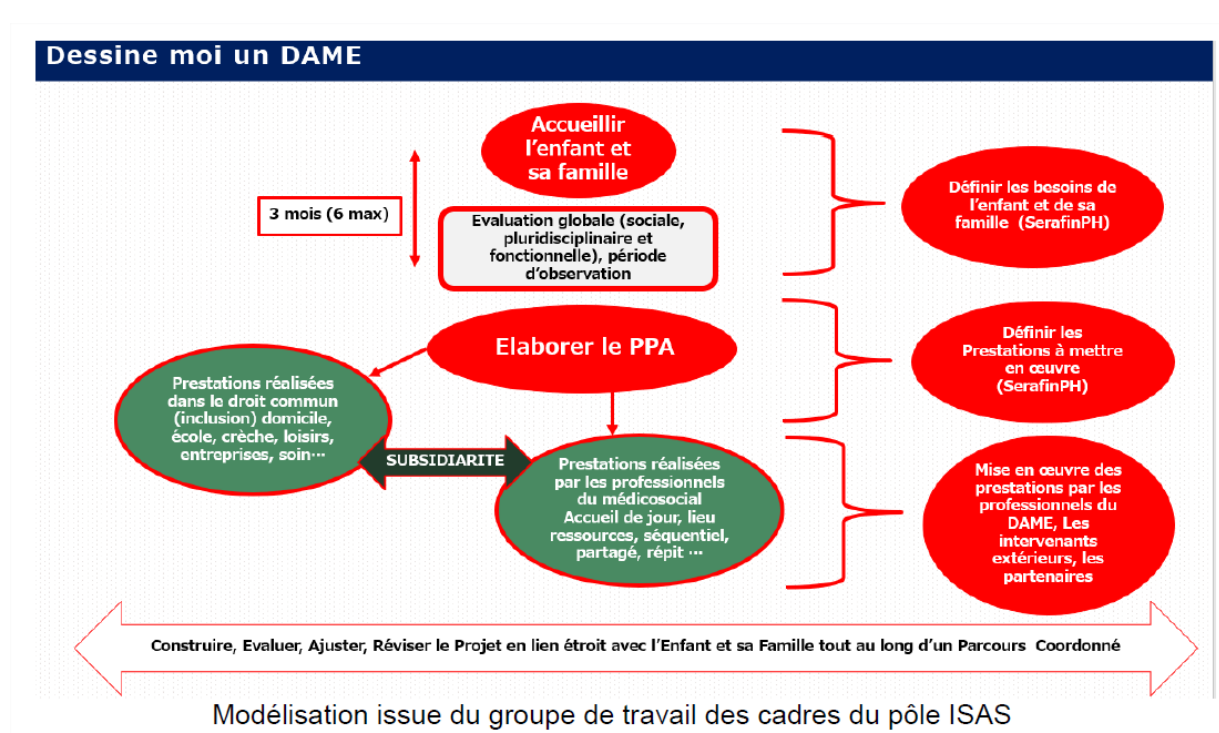 Dessine moi un DAME
Accueillir
l'enfant et
sa famille
3 mois (6 max)
Evaluation globale (sociale,
pluridisciplinaire et
fonctionnelle), période
d'observation
Définir les besoins de
l'enfant et de sa
famille (SerafinPH)
Elaborer le PPA
Définir les
Prestations à mettre
en œuvre
(SerafinPH)
Prestations réalisées
dans le droit commun
(inclusion) domicile,
école, crèche, loisirs,
entreprises, soin…
SUBSIDIARITE
Prestations réalisées
par les professionnels
du médicosocial
Accueil de jour, lieu
ressources, séquentiel,
partagé, répit …
Mise en œuvre des
prestations par les
professionnels du
DAME, Les
intervenants
extérieurs, les
partenaires
Construire, Evaluer, Ajuster, Réviser le Projet en lien étroit avec l'Enfant et sa Famille tout au long d'un Parcours Coordonné
Modélisation issue du groupe de travail des cadres du pôle ISAS